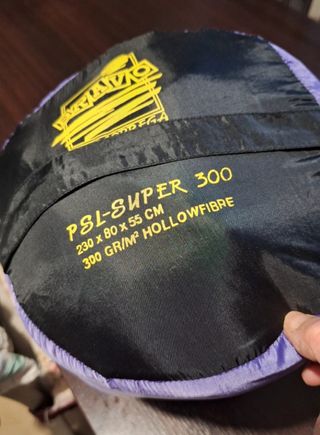 PSL-SUPER 300
230 x 80 x 55 CM
300 GR/M² HOLLOWFIBRE